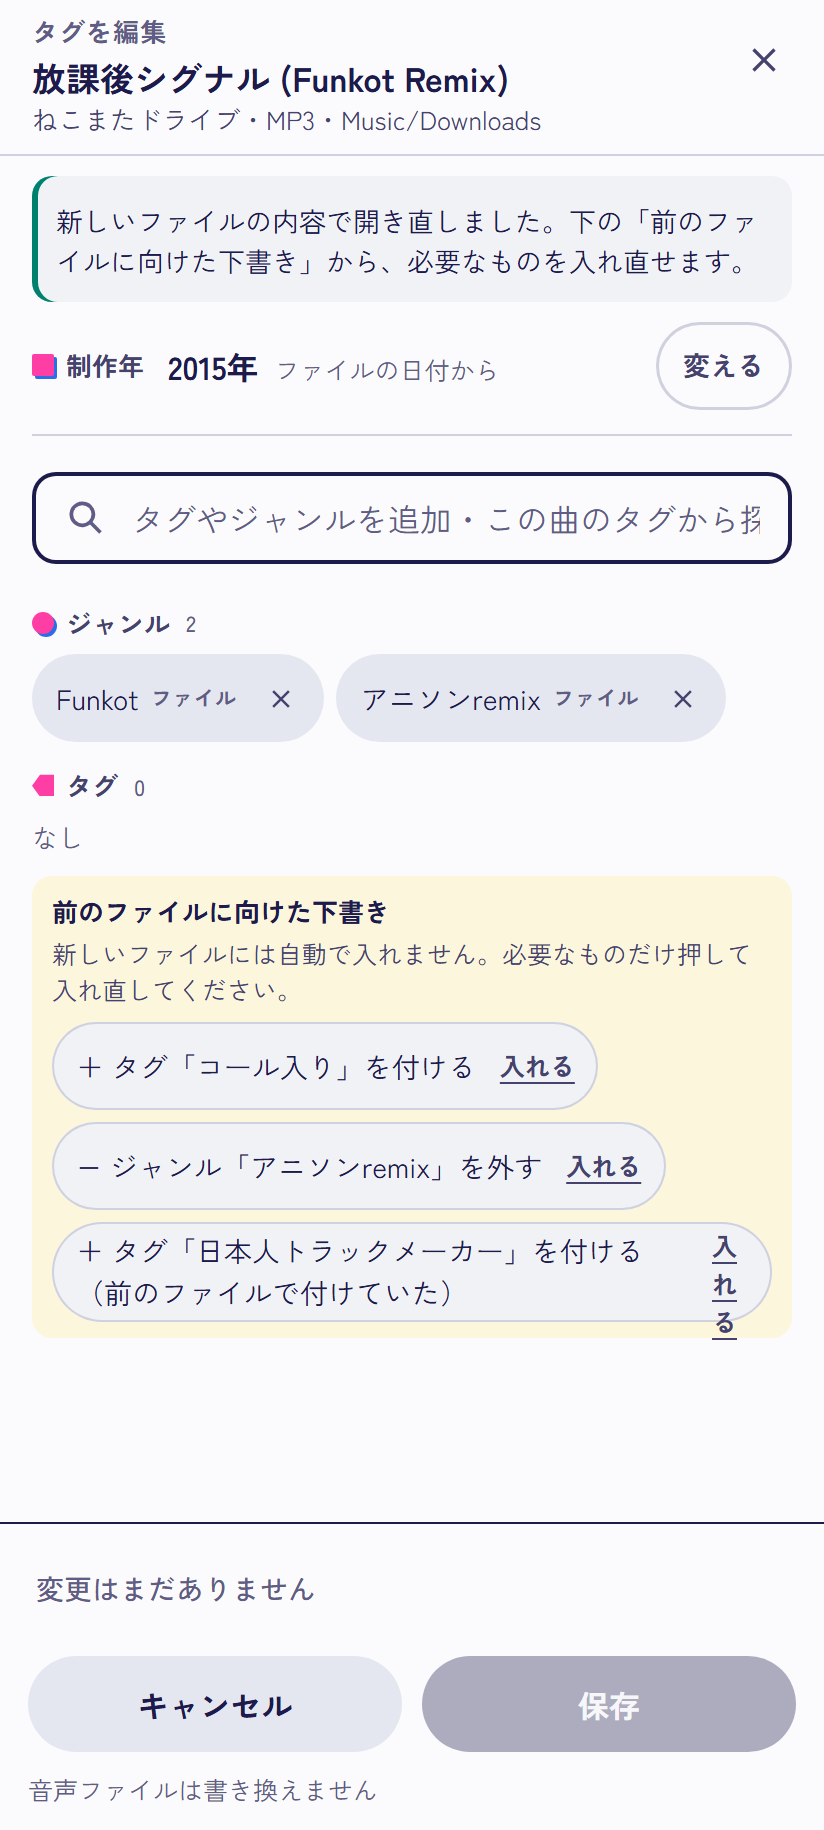 タグを編集
放課後シグナル (Funkot Remix)
ねこまたドライブ・MP3・Music/Downloads
新しいファイルの内容で開き直しました。下の「前のファ
イルに向けた下書き」から、必要なものを入れ直せます。
制作年 2015年 ファイルの日付から 変える
タグやジャンルを追加・この曲のタグから探
ジャンル 2
Funkot ファイル アニソンremix ファイル
タグ 0
なし
前のファイルに向けた下書き
新しいファイルには自動で入れません。必要なものだけ押して
入れ直してください。
＋ タグ「コール入り」を付ける 入れる
− ジャンル「アニソンremix」を外す 入れる
＋ タグ「日本人トラックメーカー」を付ける
（前のファイルで付けていた） 入れる
変更はまだありません
キャンセル 保存
音声ファイルは書き換えません